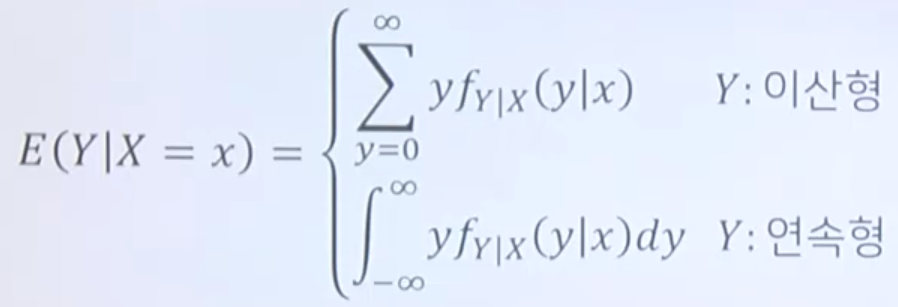 E(Y|X = x) = { ∑_{y=0}^{∞} y f_{Y|X}(y|x)  Y: 이산형
∫_{-∞}^{∞} y f_{Y|X}(y|x)dy  Y: 연속형